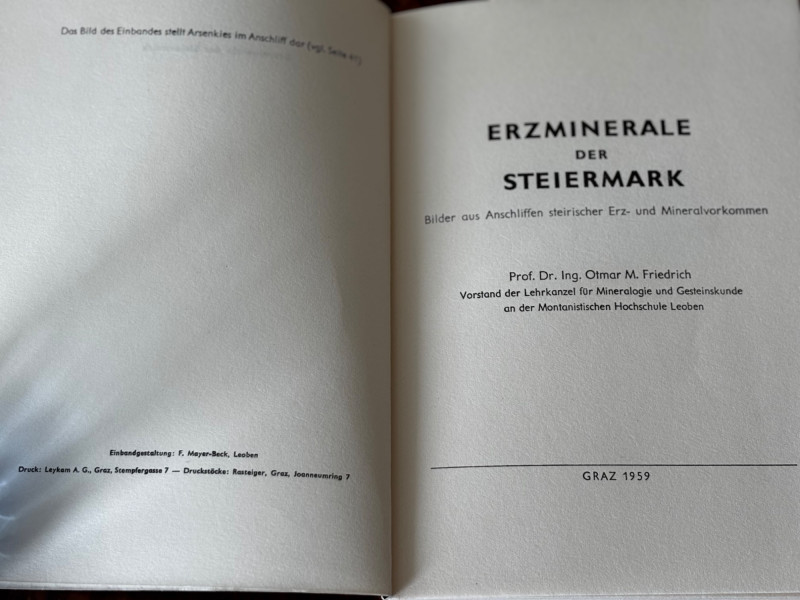 Das Bild des Einbandes stellt Arsenkies im Anschliff dar (vgl. Seite 41)
Einbandgestaltung: F. Mayer-Beck, Leoben
Druck: Leykam A. G., Graz, Stempfergasse 7 — Druckstöcke: Rasteiger, Graz, Joanneumring 7
ERZMINERALE
DER
STEIERMARK
Bilder aus Anschliffen steirischer Erz- und Mineralvorkommen
Prof. Dr. Ing. Otmar M. Friedrich
Vorstand der Lehrkanzel für Mineralogie und Gesteinskunde
an der Montanistischen Hochschule Leoben
GRAZ 1959